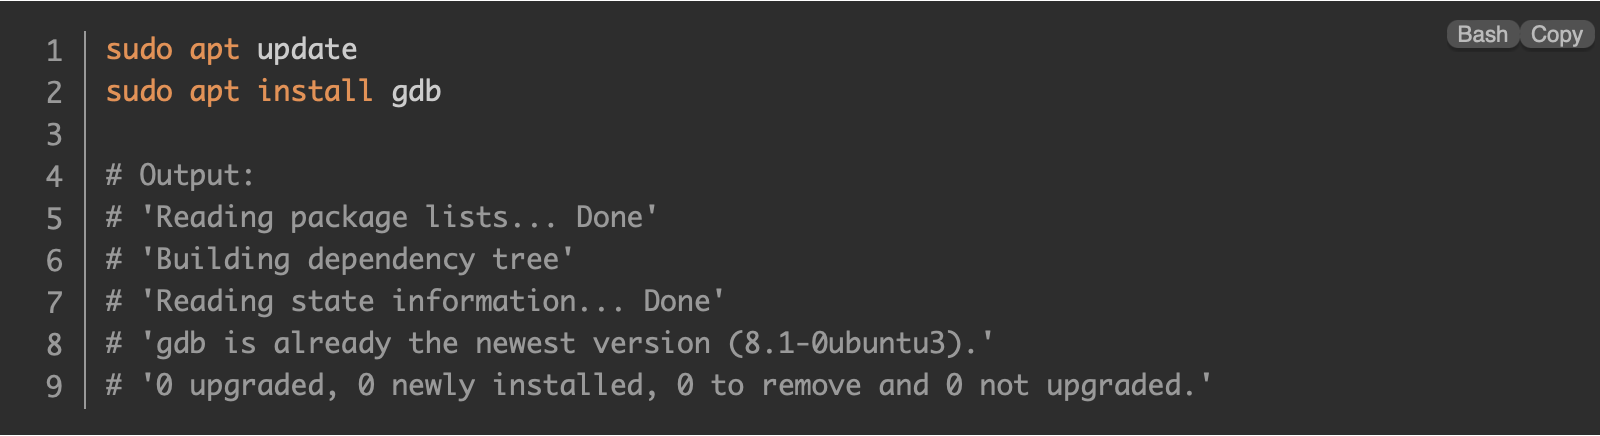 Bash Copy
1 sudo apt update
2 sudo apt install gdb
3
4 # Output:
5 # 'Reading package lists... Done'
6 # 'Building dependency tree'
7 # 'Reading state information... Done'
8 # 'gdb is already the newest version (8.1-0ubuntu3).'
9 # '0 upgraded, 0 newly installed, 0 to remove and 0 not upgraded.'